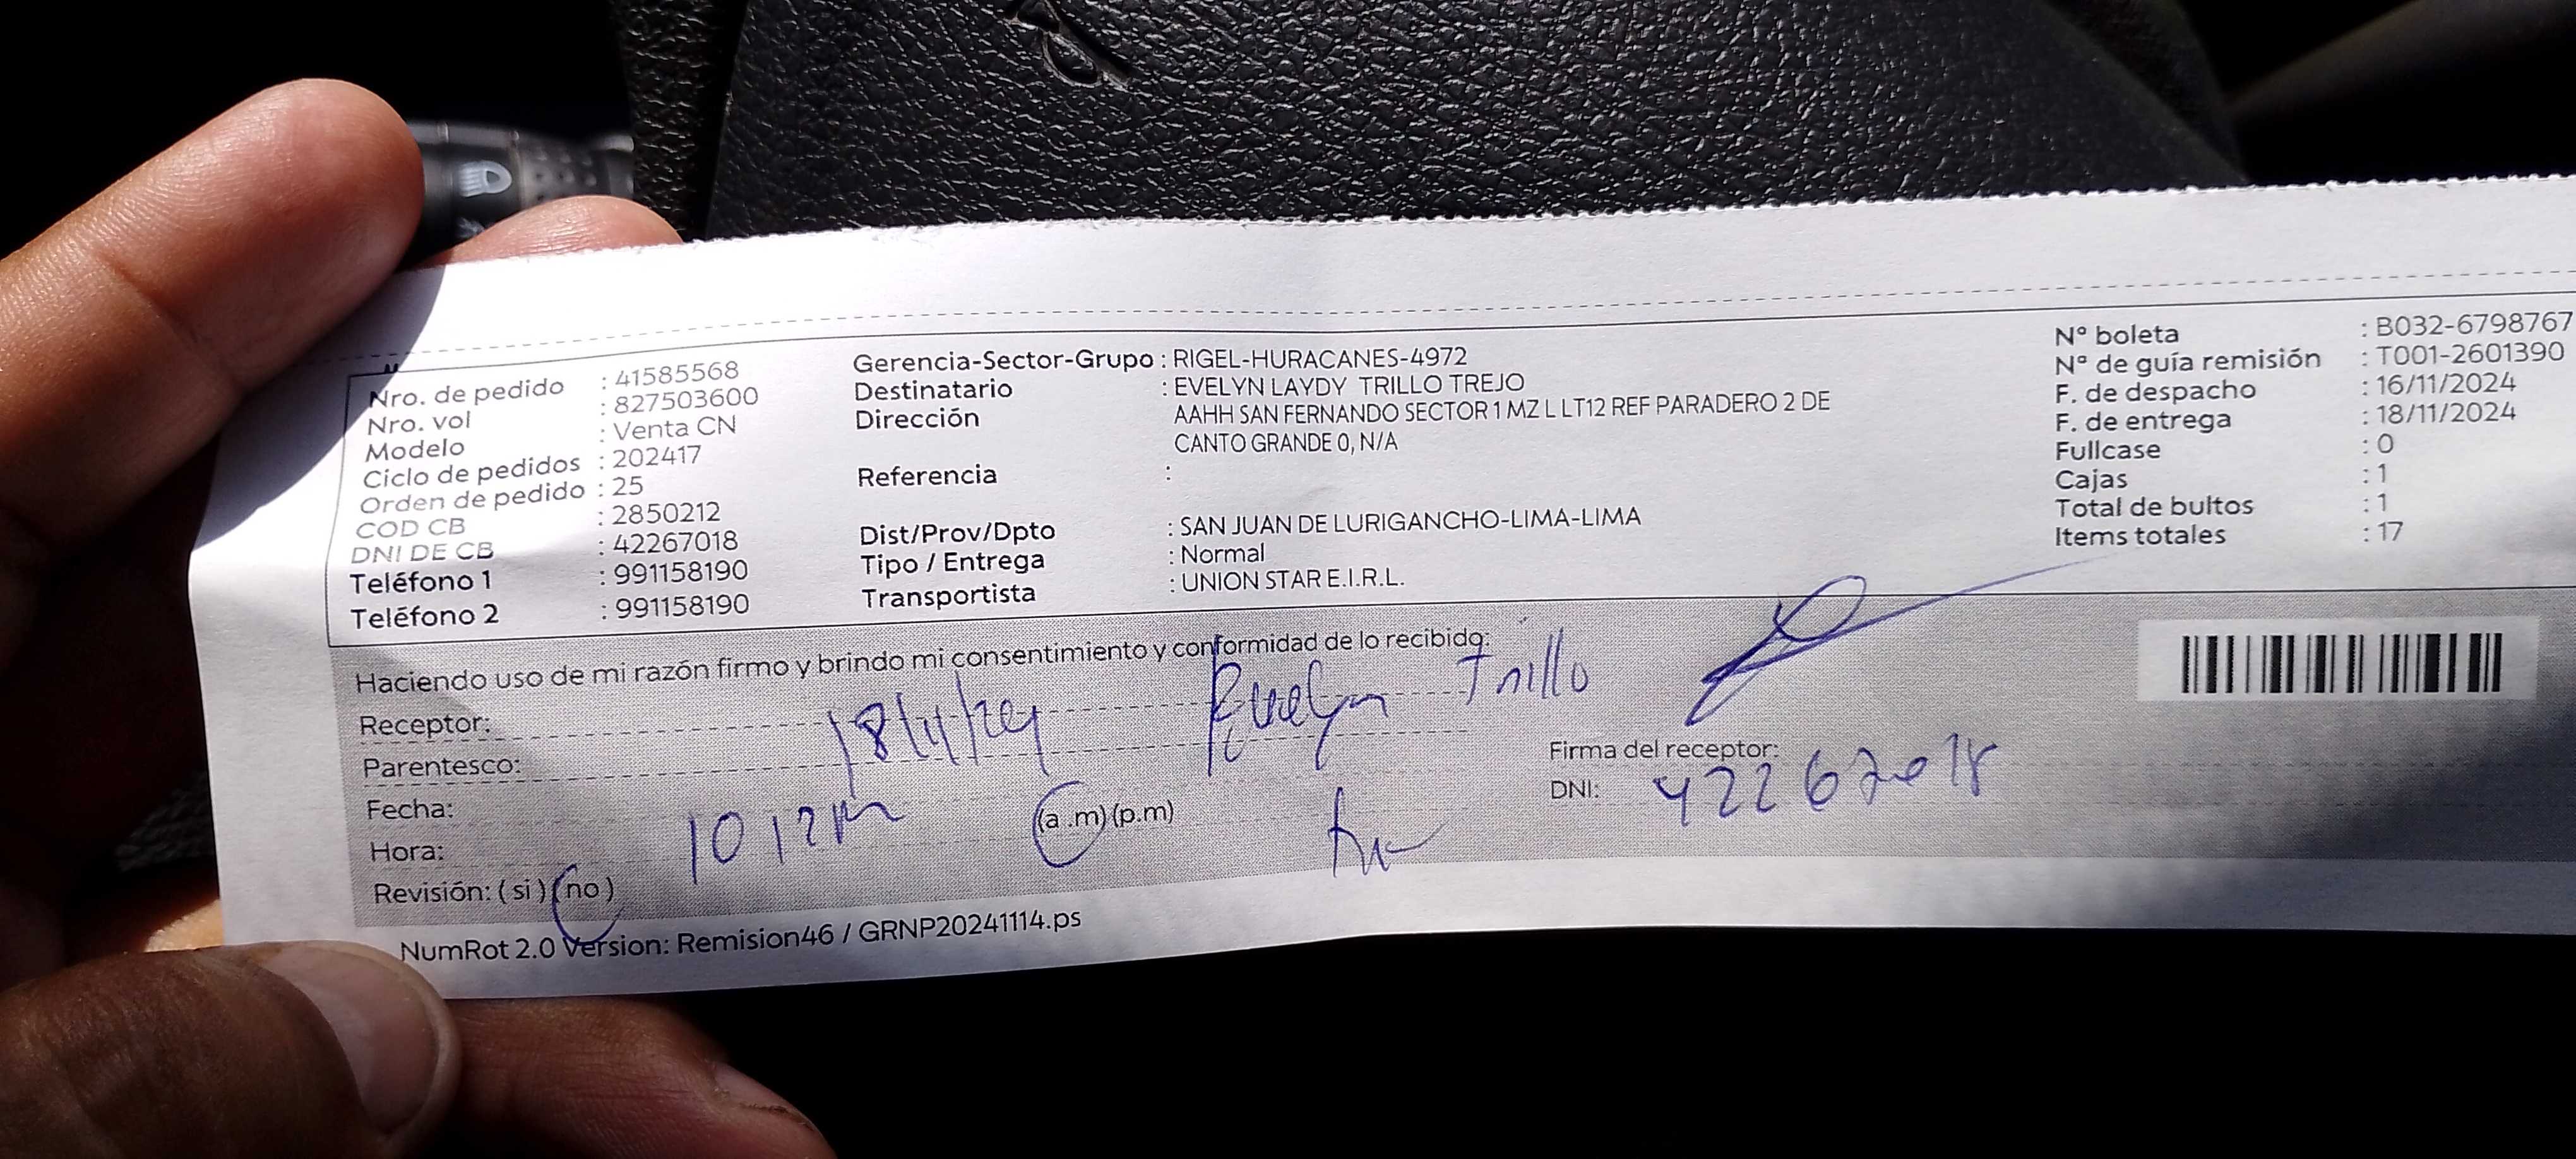 Nro. de pedido : 41585568
Nro. vol : 827503600
Modelo : Venta CN
Ciclo de pedidos : 202417
Orden de pedido : 25
COD CB : 2850212
DNI DE CB : 42267018
Teléfono 1 : 991158190
Teléfono 2 : 991158190
Gerencia-Sector-Grupo : RIGEL-HURACANES-4972
Destinatario : EVELYN LAYDY TRILLO TREJO
Dirección : AAHH SAN FERNANDO SECTOR 1 MZ L LT12 REF PARADERO 2 DE
CANTO GRANDE 0, N/A
Referencia :
Dist/Prov/Dpto : SAN JUAN DE LURIGANCHO-LIMA-LIMA
Tipo / Entrega : Normal
Transportista : UNION STAR E.I.R.L.
Nº boleta : B032-6798767
Nº de guía remisión : T001-2601390
F. de despacho : 16/11/2024
F. de entrega : 18/11/2024
Fullcase : 0
Cajas : 1
Total de bultos : 1
Items totales : 17
Haciendo uso de mi razón firmo y brindo mi consentimiento y conformidad de lo recibido:
Receptor: Evelyn Trillo
Parentesco:
Fecha: 18/11/24
Hora: 10 12 (a .m) (p.m)
Revisión: ( si ) (no )
Firma del receptor:
DNI: 42267018
NumRot 2.0 Version: Remision46 / GRNP20241114.ps